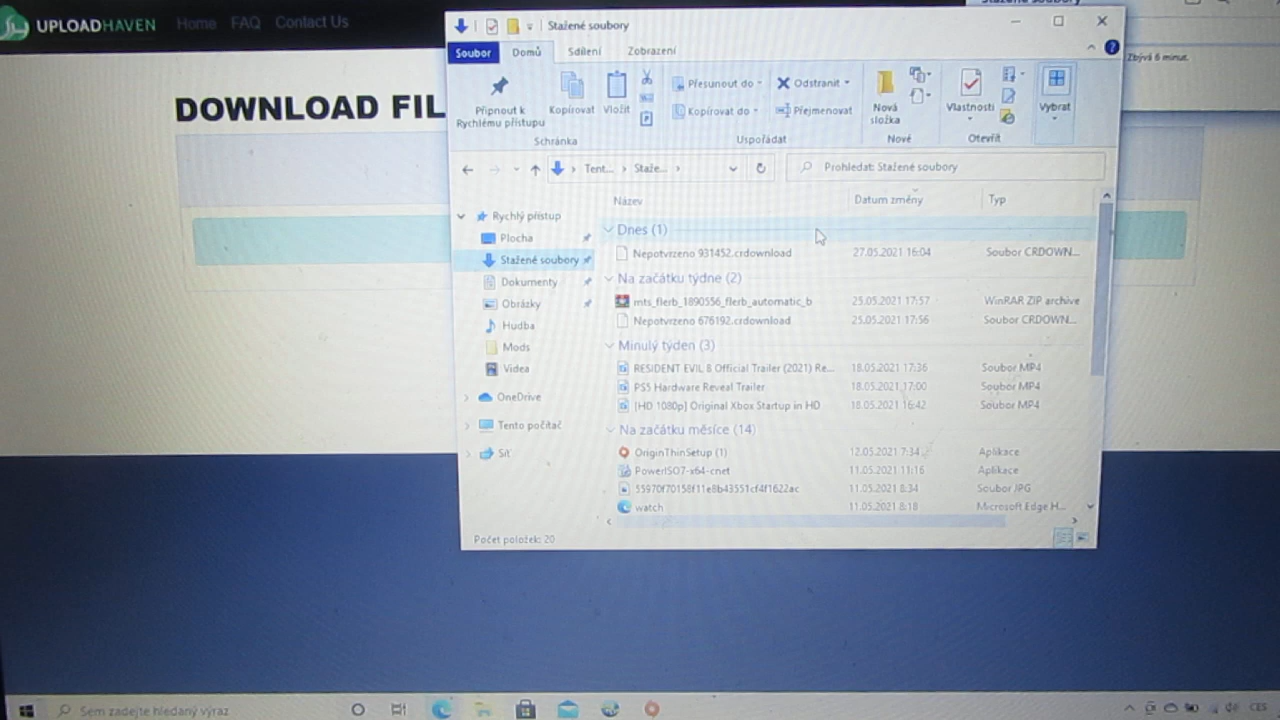 UPLOADHAVEN Home FAQ Contact Us
DOWNLOAD FIL
Stažené soubory
Soubor Domů Sdílení Zobrazení
Připnout k Rychlému přístupu
Kopírovat
Vložit
Přesunout do
Kopírovat do
Odstranit
Přejmenovat
Nová složka
Vlastnosti
Vybrat
Schránka Uspořádat Nové Otevřít
Tent... Staže...
Prohledat: Stažené soubory
Název Datum změny Typ
Rychlý přístup
Plocha
Stažené soubory
Dokumenty
Obrázky
Hudba
Mods
Videa
OneDrive
Tento počítač
Síť
Dnes (1)
Nepotvrzeno 931452.crdownload 27.05.2021 16:04 Soubor CRDOWN...
Na začátku týdne (2)
mts_flerb_1890556_flerb_automatic_b 25.05.2021 17:57 WinRAR ZIP archive
Nepotvrzeno 676192.crdownload 25.05.2021 17:56 Soubor CRDOWN...
Minulý týden (3)
RESIDENT EVIL 8 Official Trailer (2021) Re... 18.05.2021 17:36 Soubor MP4
PS5 Hardware Reveal Trailer 18.05.2021 17:00 Soubor MP4
[HD 1080p] Original Xbox Startup in HD 18.05.2021 16:42 Soubor MP4
Na začátku měsíce (14)
OriginThinSetup (1) 12.05.2021 7:34 Aplikace
PowerISO7-x64-cnet 11.05.2021 11:16 Aplikace
11.05.2021 8:34 Soubor JPG
watch 11.05.2021 8:18 Microsoft Edge H...
Počet položek: 20
Zbývá 6 minut.
Sem zadejte hledaný výraz
CES